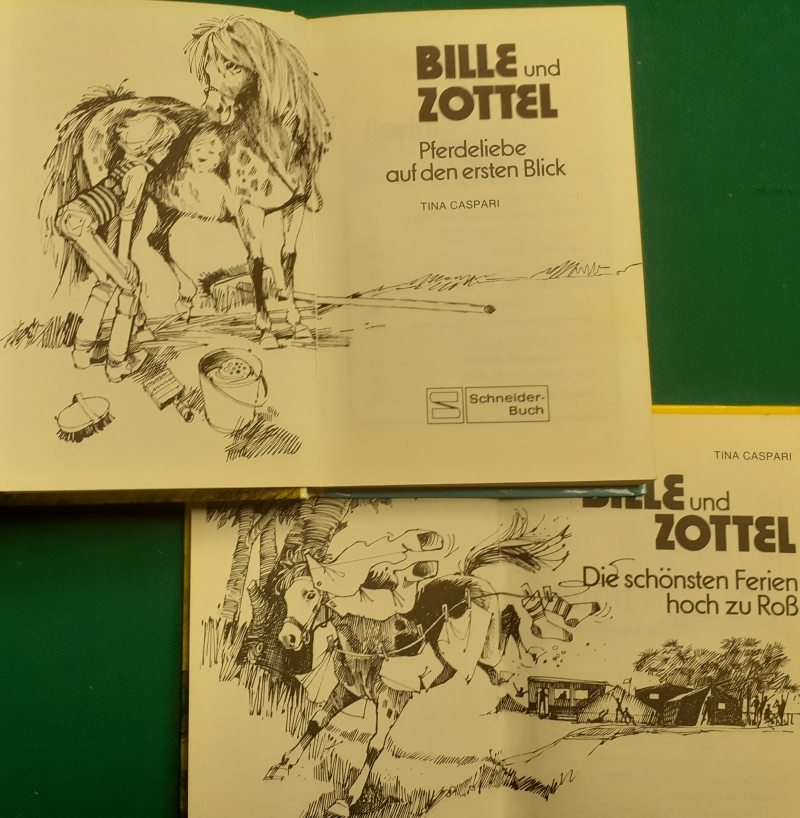 BILLE und
ZOTTEL
Pferdeliebe
auf den ersten Blick
TINA CASPARI
Schneider-
Buch
TINA CASPARI
BILLE und
ZOTTEL
Die schönsten Ferien
hoch zu Roß